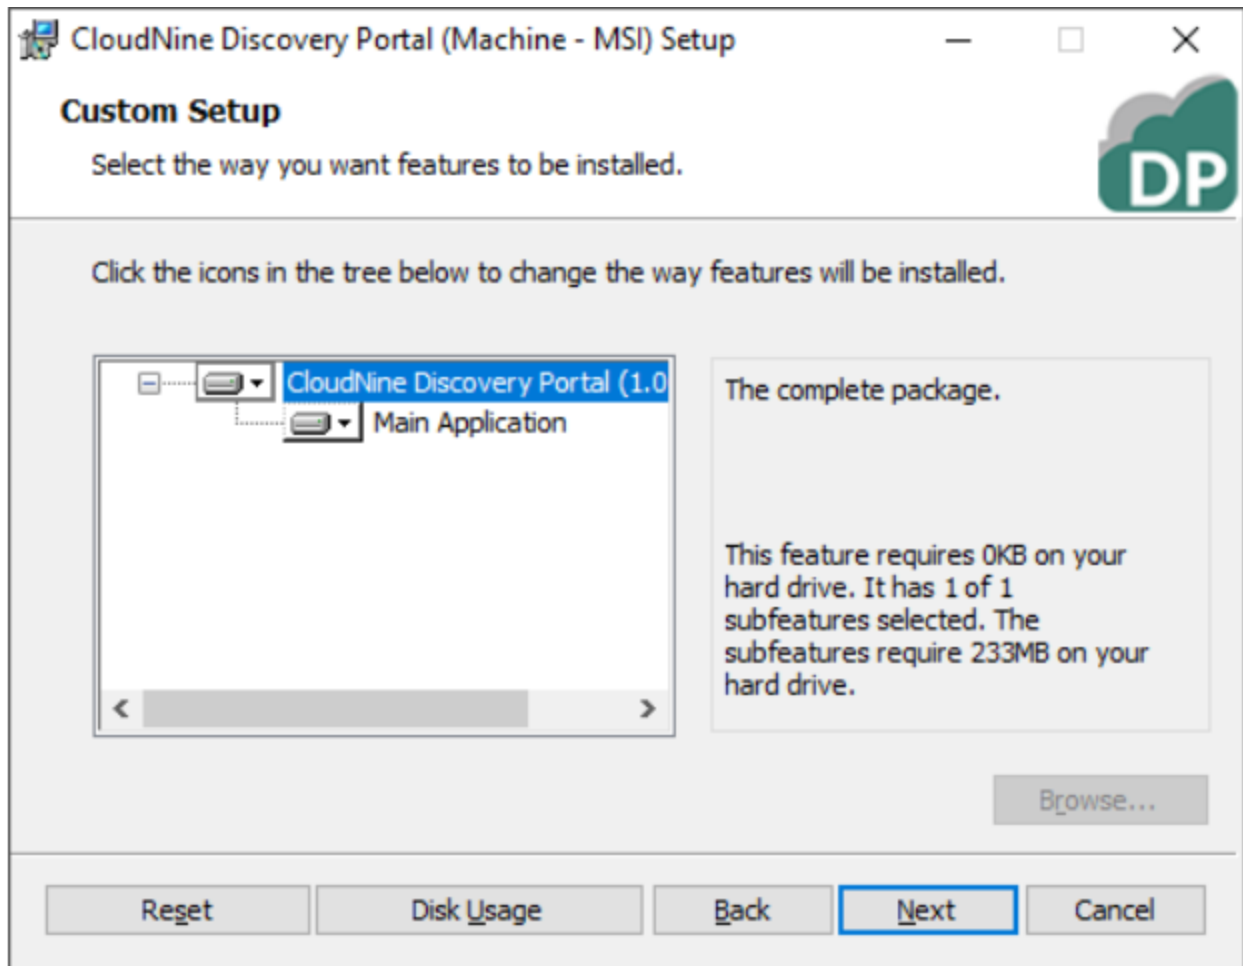 CloudNine Discovery Portal (Machine - MSI) Setup
Custom Setup
Select the way you want features to be installed.
DP
Click the icons in the tree below to change the way features will be installed.
CloudNine Discovery Portal (1.0
Main Application
The complete package.
This feature requires 0KB on your
hard drive. It has 1 of 1
subfeatures selected. The
subfeatures require 233MB on your
hard drive.
Browse...
Reset
Disk Usage
Back
Next
Cancel